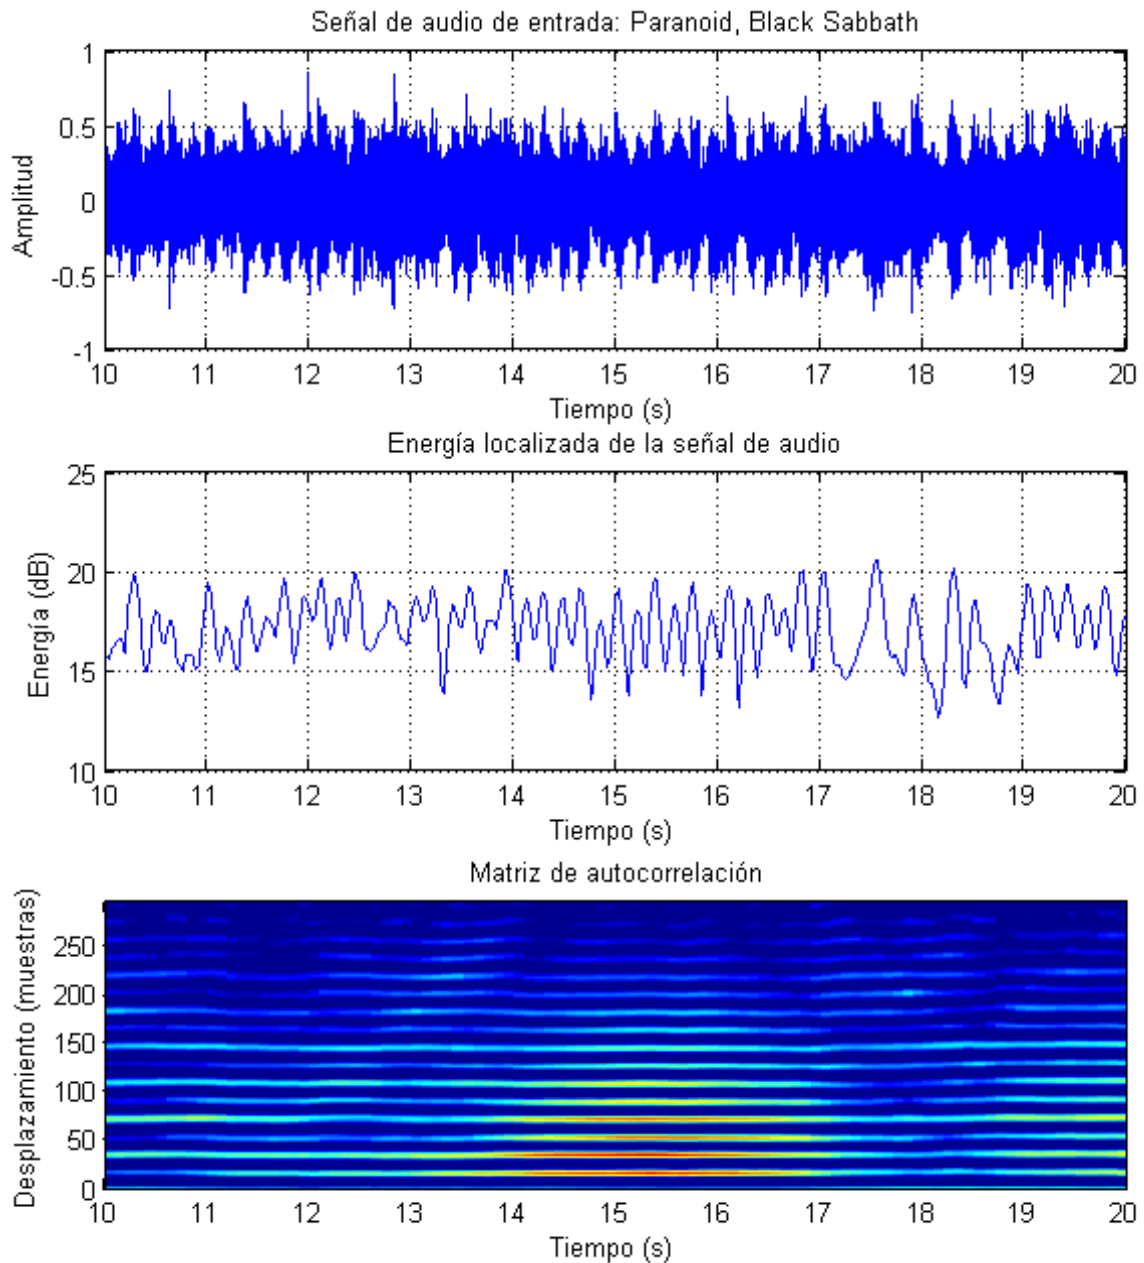 Señal de audio de entrada: Paranoid, Black Sabbath
1
0.5
0
-0.5
-1
Amplitud
10 11 12 13 14 15 16 17 18 19 20
Tiempo (s)
Energía localizada de la señal de audio
25
20
15
10
Energía (dB)
10 11 12 13 14 15 16 17 18 19 20
Tiempo (s)
Matriz de autocorrelación
250
200
150
100
50
0
Desplazamiento (muestras)
10 11 12 13 14 15 16 17 18 19 20
Tiempo (s)